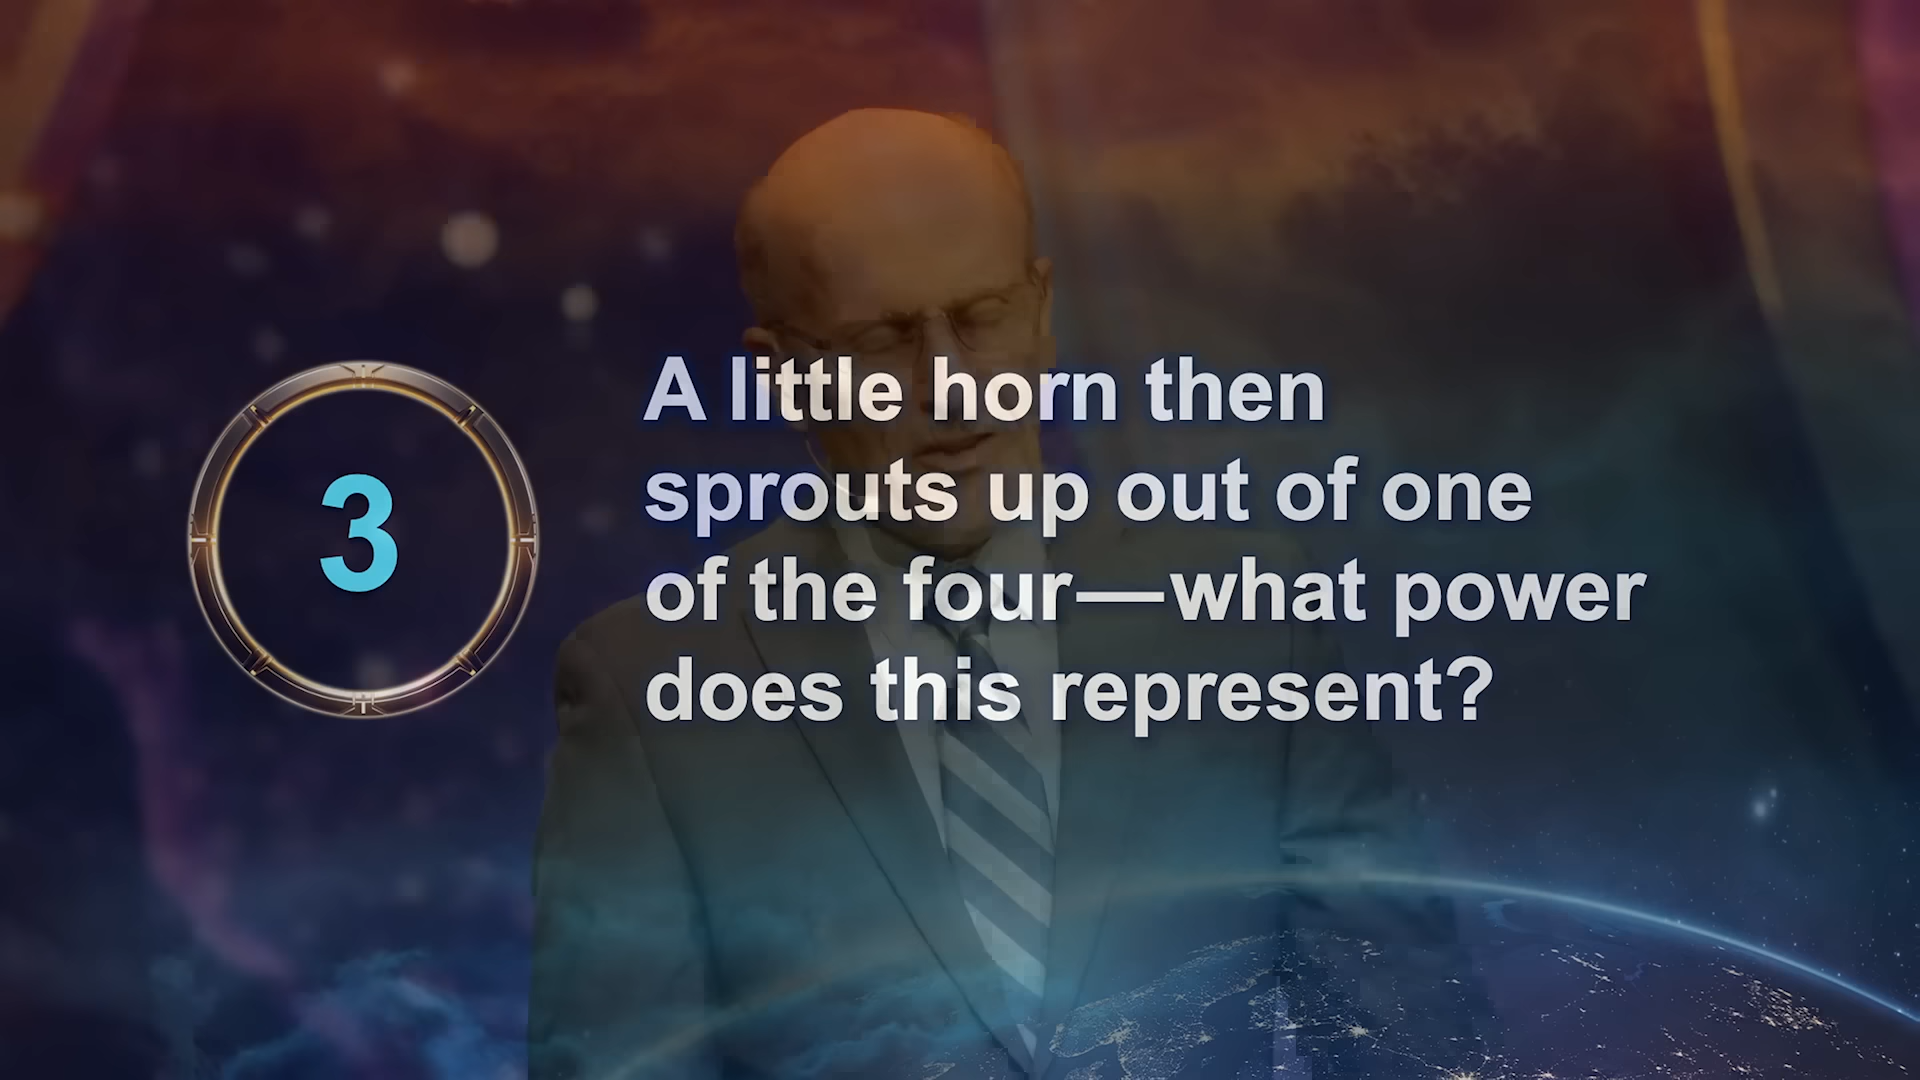 3
A little horn then
sprouts up out of one
of the four—what power
does this represent?